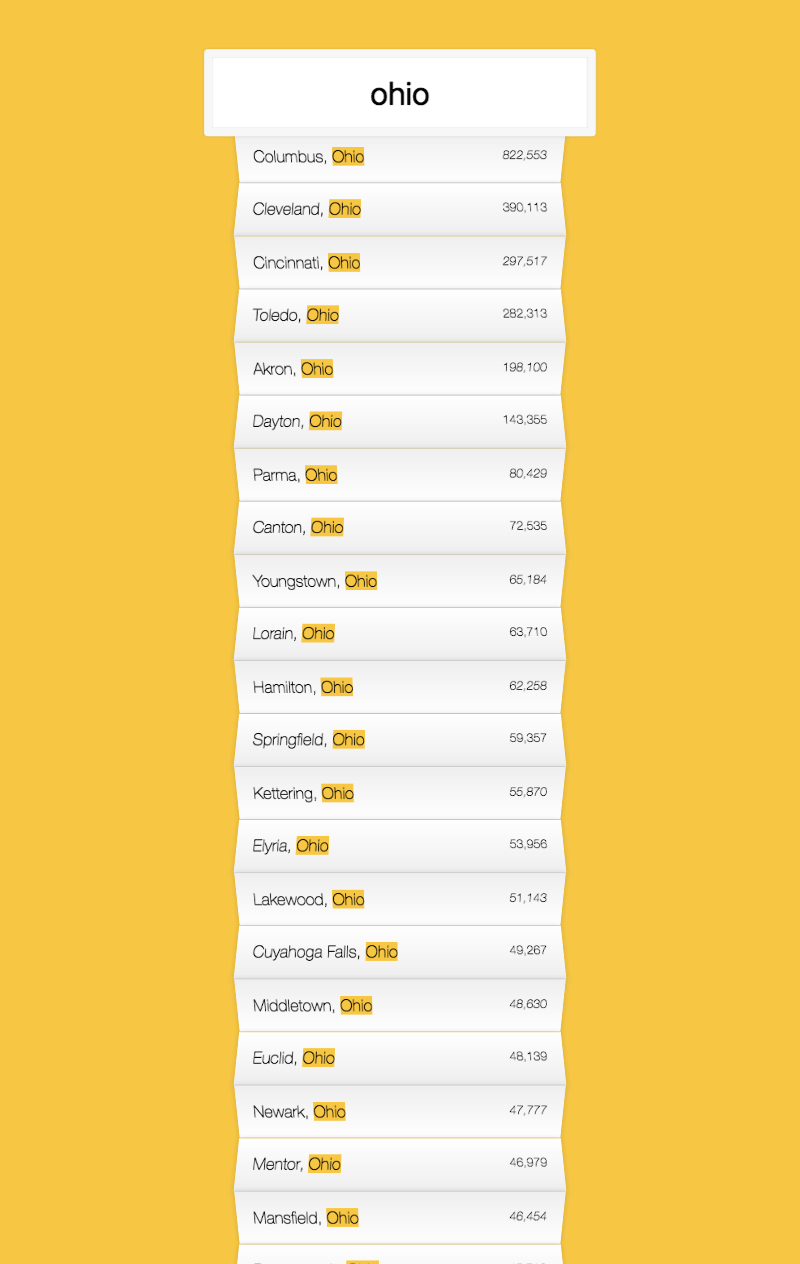 ohio
Columbus, Ohio 822,553
Cleveland, Ohio 390,113
Cincinnati, Ohio 297,517
Toledo, Ohio 282,313
Akron, Ohio 198,100
Dayton, Ohio 143,355
Parma, Ohio 80,429
Canton, Ohio 72,535
Youngstown, Ohio 65,184
Lorain, Ohio 63,710
Hamilton, Ohio 62,258
Springfield, Ohio 59,357
Kettering, Ohio 55,870
Elyria, Ohio 53,956
Lakewood, Ohio 51,143
Cuyahoga Falls, Ohio 49,267
Middletown, Ohio 48,630
Euclid, Ohio 48,139
Newark, Ohio 47,777
Mentor, Ohio 46,979
Mansfield, Ohio 46,454